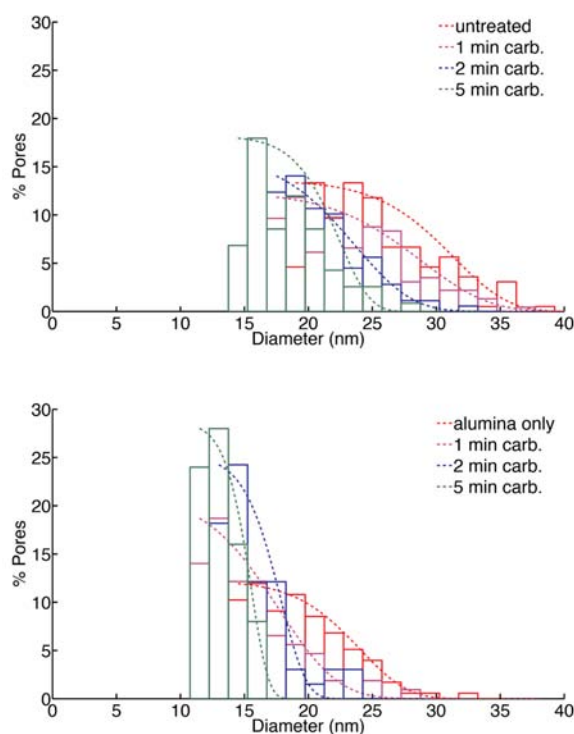 30
25
20
15
10
5
0
% Pores
untreated
1 min carb.
2 min carb.
5 min carb.
0 5 10 15 20 25 30 35 40
Diameter (nm)
30
25
20
15
10
5
0
% Pores
alumina only
1 min carb.
2 min carb.
5 min carb.
0 5 10 15 20 25 30 35 40
Diameter (nm)